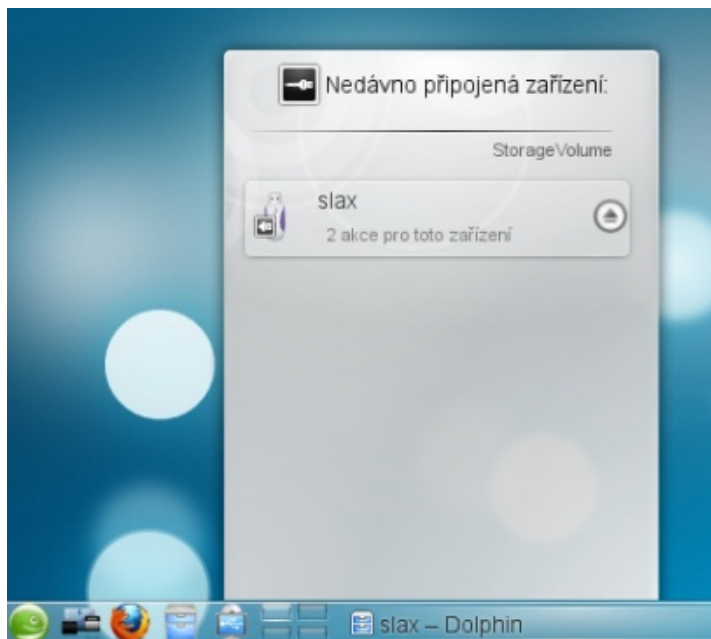 Nedávno připojená zařízení:
StorageVolume
slax
2 akce pro toto zařízení
slax – Dolphin